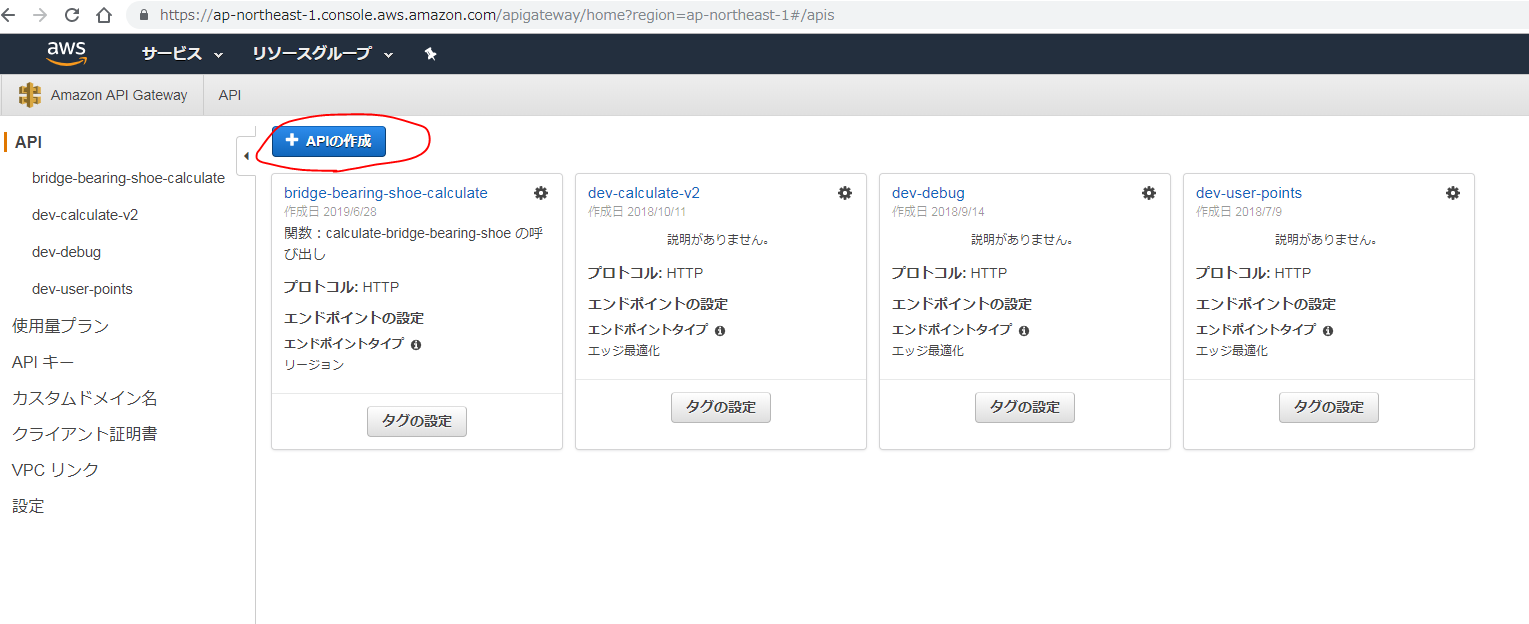 https://ap-northeast-1.console.aws.amazon.com/apigateway/home?region=ap-northeast-1#/apis
aws サービス リソースグループ
Amazon API Gateway API
API
bridge-bearing-shoe-calculate
dev-calculate-v2
dev-debug
dev-user-points
使用量プラン
API キー
カスタムドメイン名
クライアント証明書
VPC リンク
設定
+ APIの作成
bridge-bearing-shoe-calculate
作成日 2019/6/28
関数：calculate-bridge-bearing-shoe の呼
び出し
プロトコル: HTTP
エンドポイントの設定
エンドポイントタイプ
リージョン
タグの設定
dev-calculate-v2
作成日 2018/10/11
説明がありません。
プロトコル: HTTP
エンドポイントの設定
エンドポイントタイプ
エッジ最適化
タグの設定
dev-debug
作成日 2018/9/14
説明がありません。
プロトコル: HTTP
エンドポイントの設定
エンドポイントタイプ
エッジ最適化
タグの設定
dev-user-points
作成日 2018/7/9
説明がありません。
プロトコル: HTTP
エンドポイントの設定
エンドポイントタイプ
エッジ最適化
タグの設定